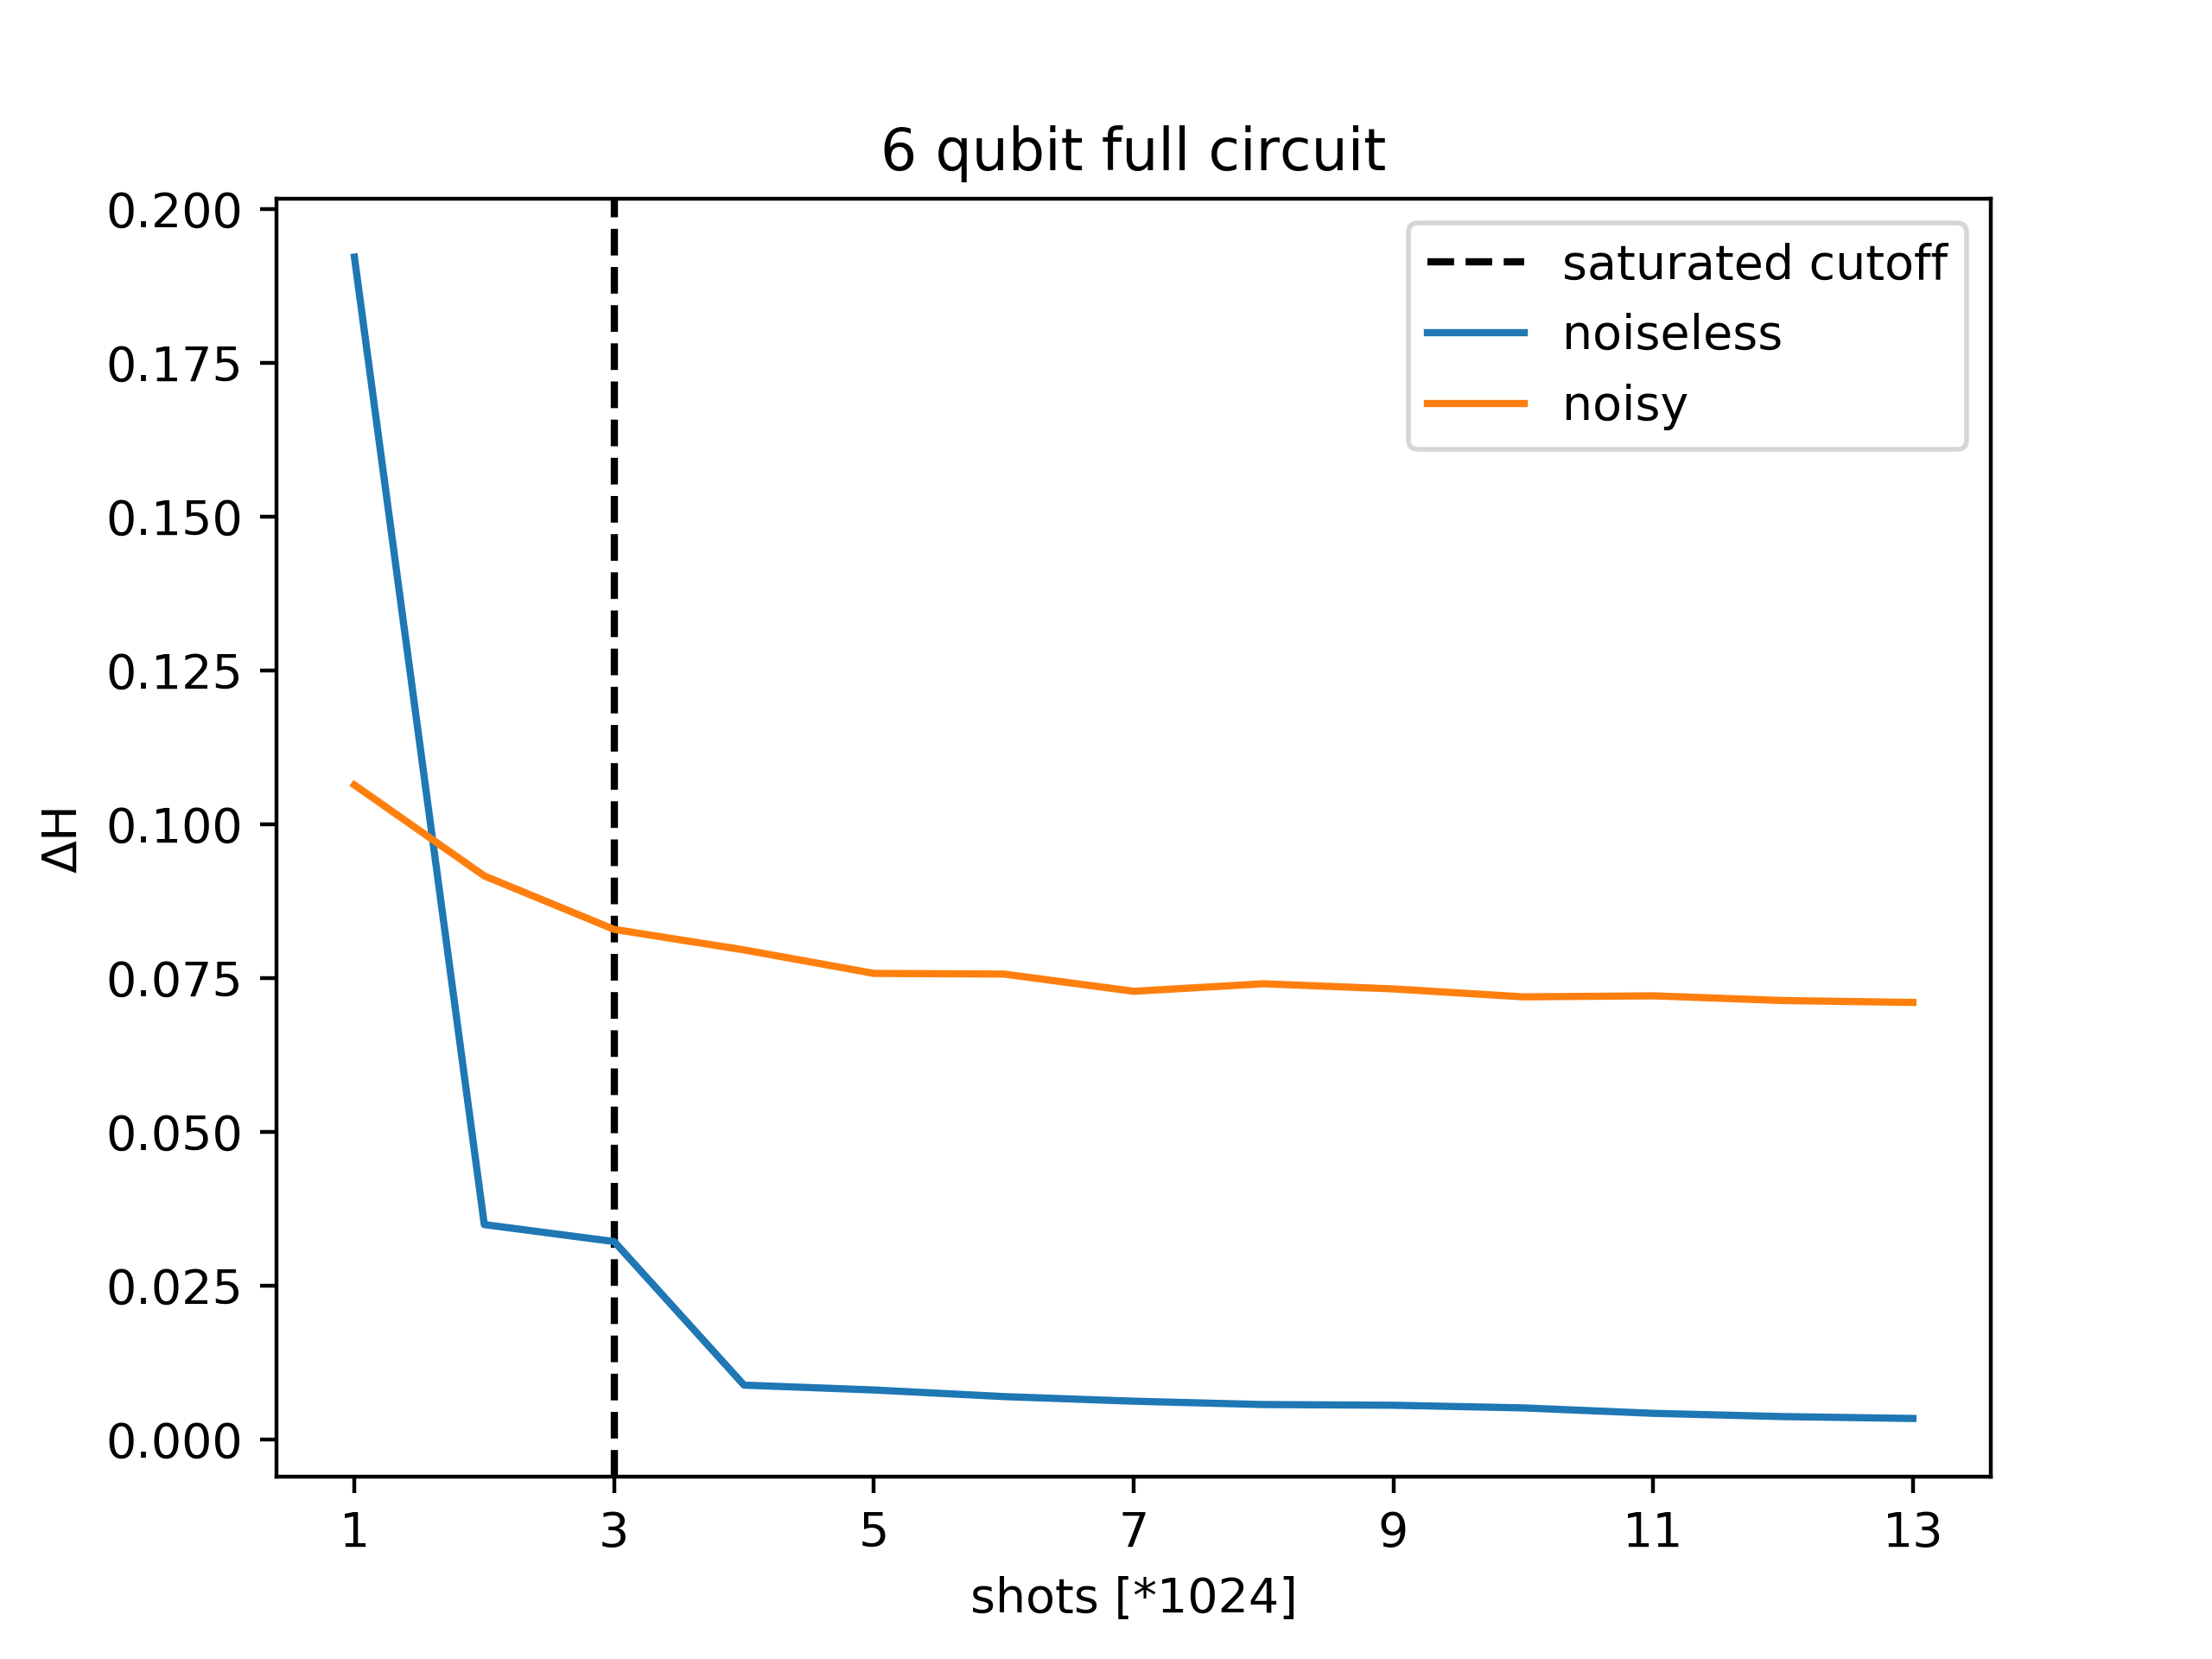 6 qubit full circuit
0.200
0.175
0.150
0.125
0.100
0.075
0.050
0.025
0.000
ΔH
saturated cutoff
noiseless
noisy
1 3 5 7 9 11 13
shots [*1024]